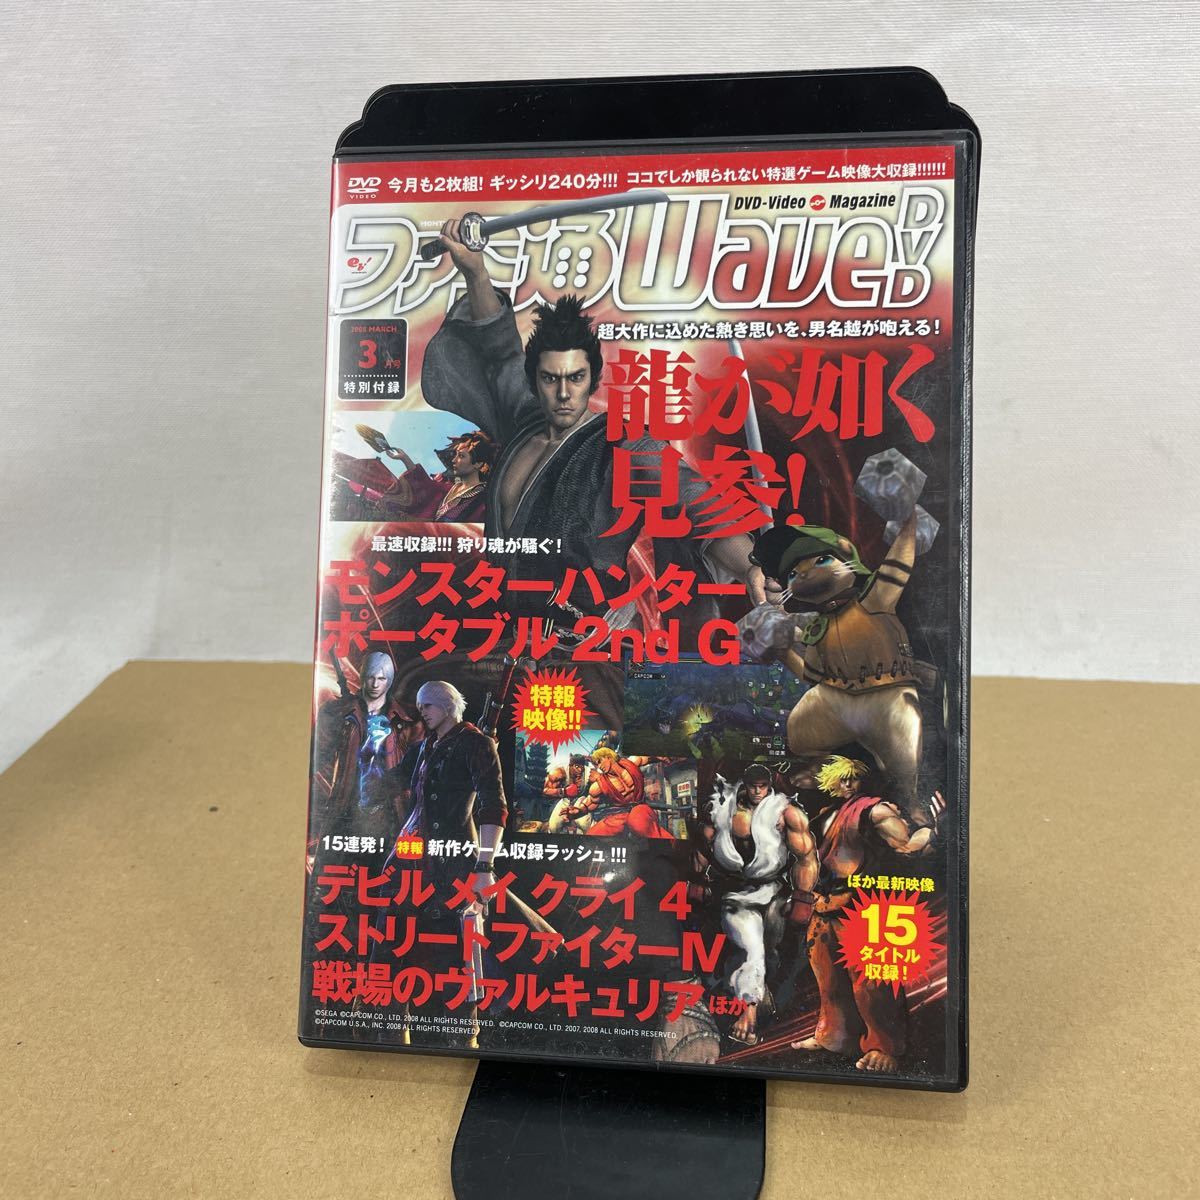 DVD
VIDEO
今月も2枚組! ギッシリ240分!!! ココでしか観られない特選ゲーム映像大収録!!!!!!
DVD-Video Magazine
ファミ通WaveDVD
2008 MARCH
3月号
特別付録
超大作に込めた熱き思いを、男名越が咆える!
龍が如く
見参!
最速収録!!! 狩り魂が騒ぐ!
モンスターハンター
ポータブル 2nd G
CAPCOM
特報
映像!!
15連発! 特報 新作ゲーム収録ラッシュ!!!
デビル メイ クライ 4
ストリートファイターIV
戦場のヴァルキュリア ほか
ほか最新映像
15
タイトル
収録!
©SEGA ©CAPCOM CO., LTD. 2008 ALL RIGHTS RESERVED. ©CAPCOM CO., LTD. 2007, 2008 ALL RIGHTS RESERVED.
©CAPCOM U.S.A., INC. 2008 ALL RIGHTS RESERVED.